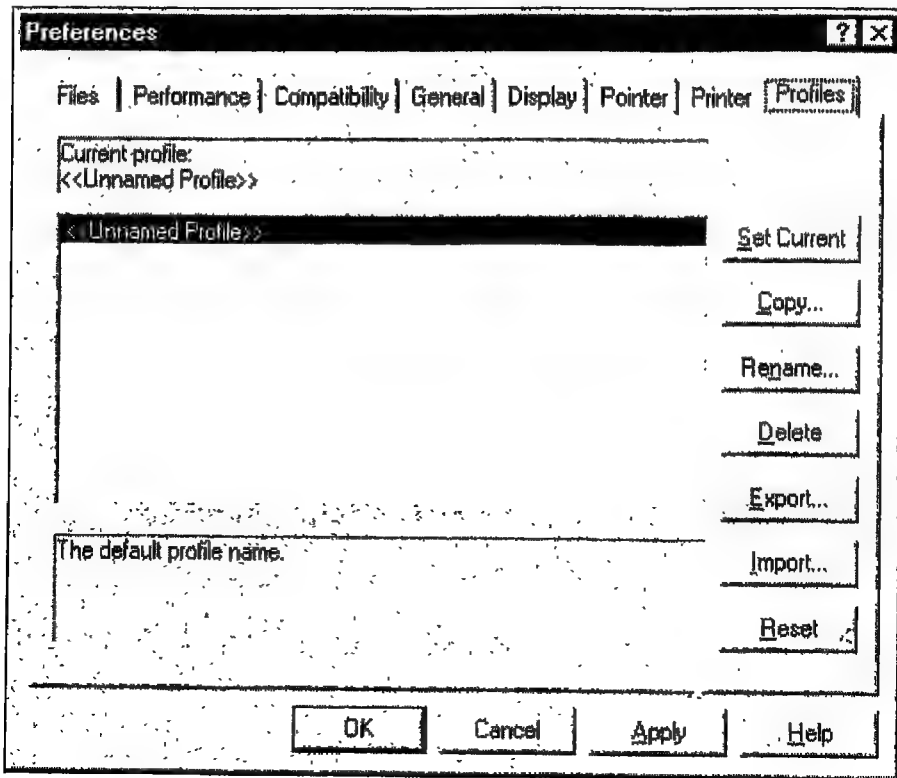 Preferences ? X
Files Performance Compatibility General Display Pointer Printer Profiles
Current profile:
<<Unnamed Profile>>
<<Unnamed Profile>>
Set Current
Copy...
Rename...
Delete
Export...
The default profile name.
Import...
Reset
OK Cancel Apply Help